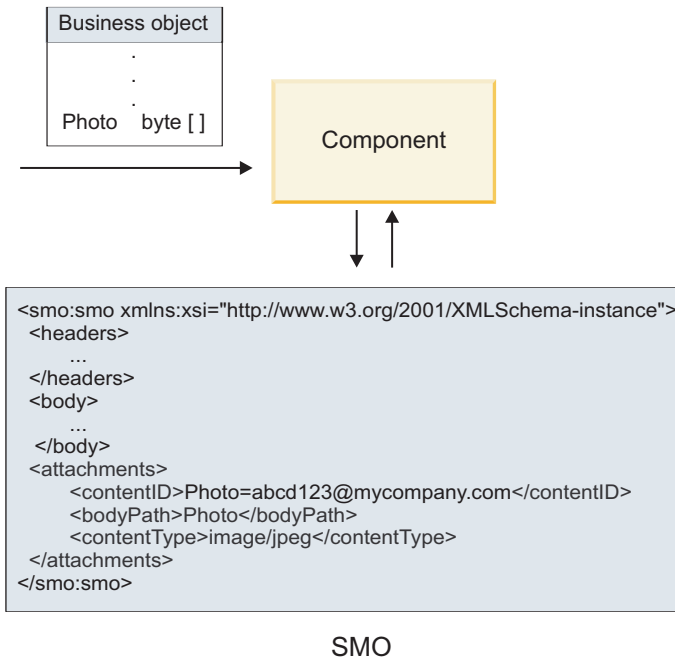 Business object
.
.
.
Photo byte [ ]
Component
<smo:smo xmlns:xsi="http://www.w3.org/2001/XMLSchema-instance">
<headers>
...
</headers>
<body>
...
</body>
<attachments>
<contentID>Photo=abcd123@mycompany.com</contentID>
<bodyPath>Photo</bodyPath>
<contentType>image/jpeg</contentType>
</attachments>
</smo:smo>
SMO